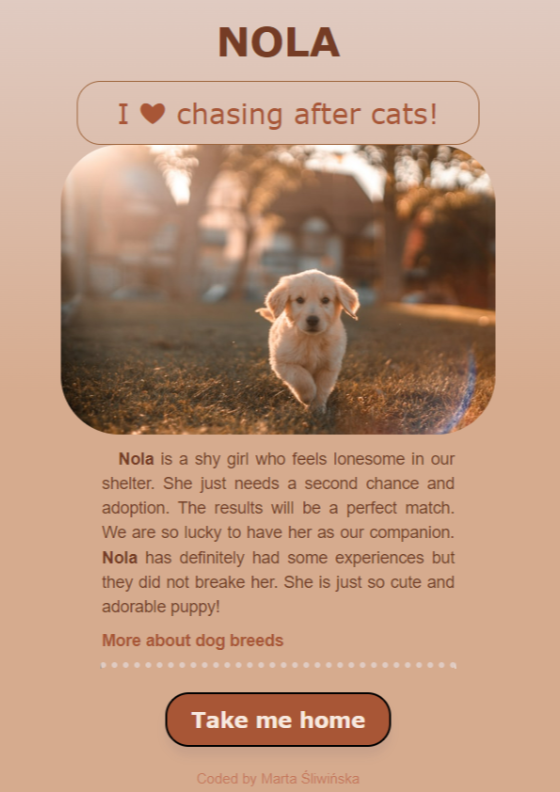 NOLA
I ❤ chasing after cats!
Nola is a shy girl who feels lonesome in our
shelter. She just needs a second chance and
adoption. The results will be a perfect match.
We are so lucky to have her as our companion.
Nola has definitely had some experiences but
they did not breake her. She is just so cute and
adorable puppy!
More about dog breeds
Take me home
Coded by Marta Śliwińska